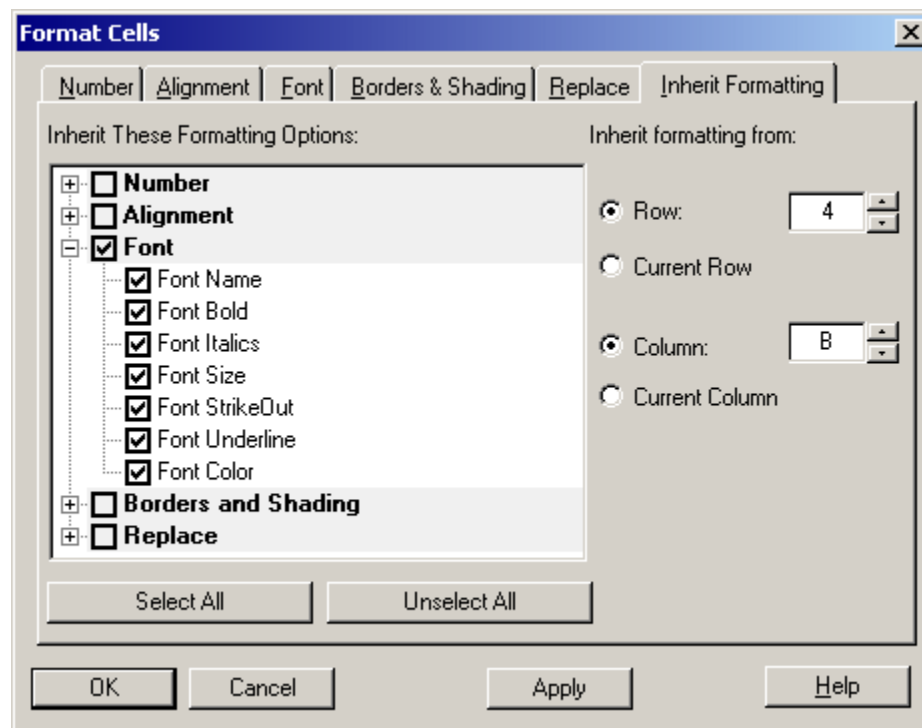 Format Cells
Number Alignment Font Borders & Shading Replace Inherit Formatting
Inherit These Formatting Options:
Number
Alignment
Font
Font Name
Font Bold
Font Italics
Font Size
Font StrikeOut
Font Underline
Font Color
Borders and Shading
Replace
Select All Unselect All
Inherit formatting from:
Row: 4
Current Row
Column: B
Current Column
OK Cancel Apply Help